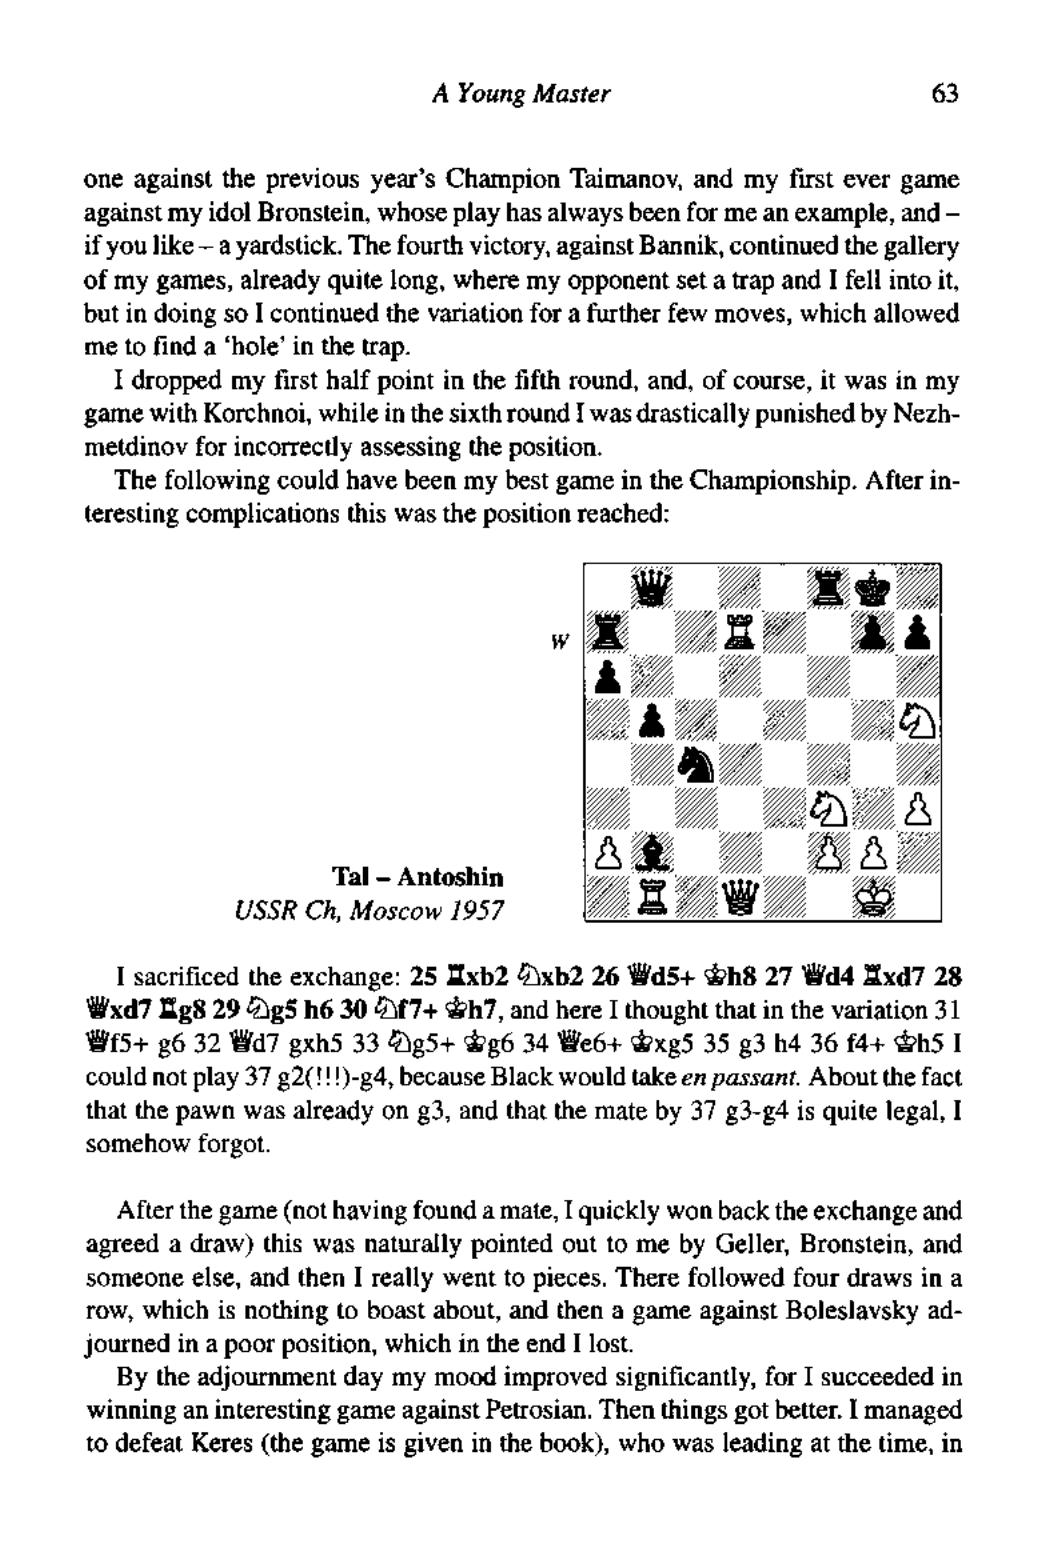 A Young Master 63
one against the previous year's Champion Taimanov, and my first ever game
against my idol Bronstein, whose play has always been for me an example, and –
if you like – a yardstick. The fourth victory, against Bannik, continued the gallery
of my games, already quite long, where my opponent set a trap and I fell into it,
but in doing so I continued the variation for a further few moves, which allowed
me to find a ‘hole’ in the trap.
I dropped my first half point in the fifth round, and, of course, it was in my
game with Korchnoi, while in the sixth round I was drastically punished by Nezh-
metdinov for incorrectly assessing the position.
The following could have been my best game in the Championship. After in-
teresting complications this was the position reached:
W
Tal – Antoshin
USSR Ch, Moscow 1957
I sacrificed the exchange: 25 ♖xb2 ♘xb2 26 ♕d5+ ♔h8 27 ♕d4 ♖xd7 28
♕xd7 ♖g8 29 ♘g5 h6 30 ♘f7+ ♔h7, and here I thought that in the variation 31
♕f5+ g6 32 ♕d7 gxh5 33 ♘g5+ ♔g6 34 ♕e6+ ♔xg5 35 g3 h4 36 f4+ ♔h5 I
could not play 37 g2(!!!)-g4, because Black would take en passant. About the fact
that the pawn was already on g3, and that the mate by 37 g3-g4 is quite legal, I
somehow forgot.
After the game (not having found a mate, I quickly won back the exchange and
agreed a draw) this was naturally pointed out to me by Geller, Bronstein, and
someone else, and then I really went to pieces. There followed four draws in a
row, which is nothing to boast about, and then a game against Boleslavsky ad-
journed in a poor position, which in the end I lost.
By the adjournment day my mood improved significantly, for I succeeded in
winning an interesting game against Petrosian. Then things got better. I managed
to defeat Keres (the game is given in the book), who was leading at the time, in